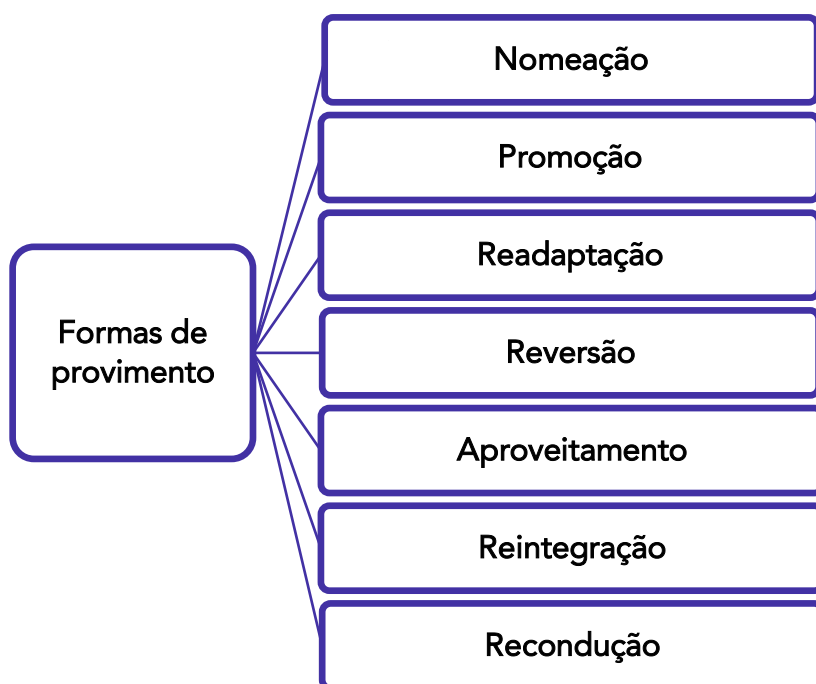 Formas de
provimento
Nomeação
Promoção
Readaptação
Reversão
Aproveitamento
Reintegração
Recondução